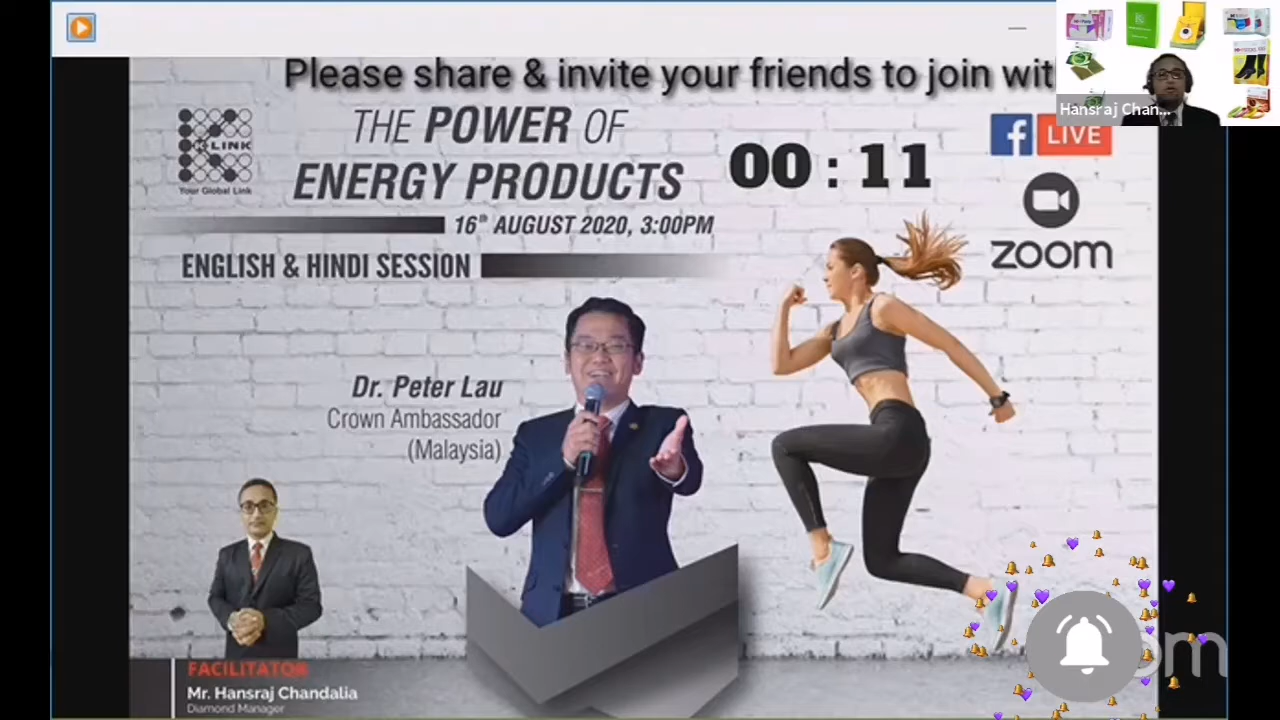 Please share & invite your friends to join wit
Hansraj Chan...
THE POWER OF
ENERGY PRODUCTS
00 : 11
LIVE
K-LINK
Your Global Link
16th AUGUST 2020, 3:00PM
zoom
ENGLISH & HINDI SESSION
Dr. Peter Lau
Crown Ambassador
(Malaysia)
FACILITATOR
Mr. Hansraj Chandalia
Diamond Manager